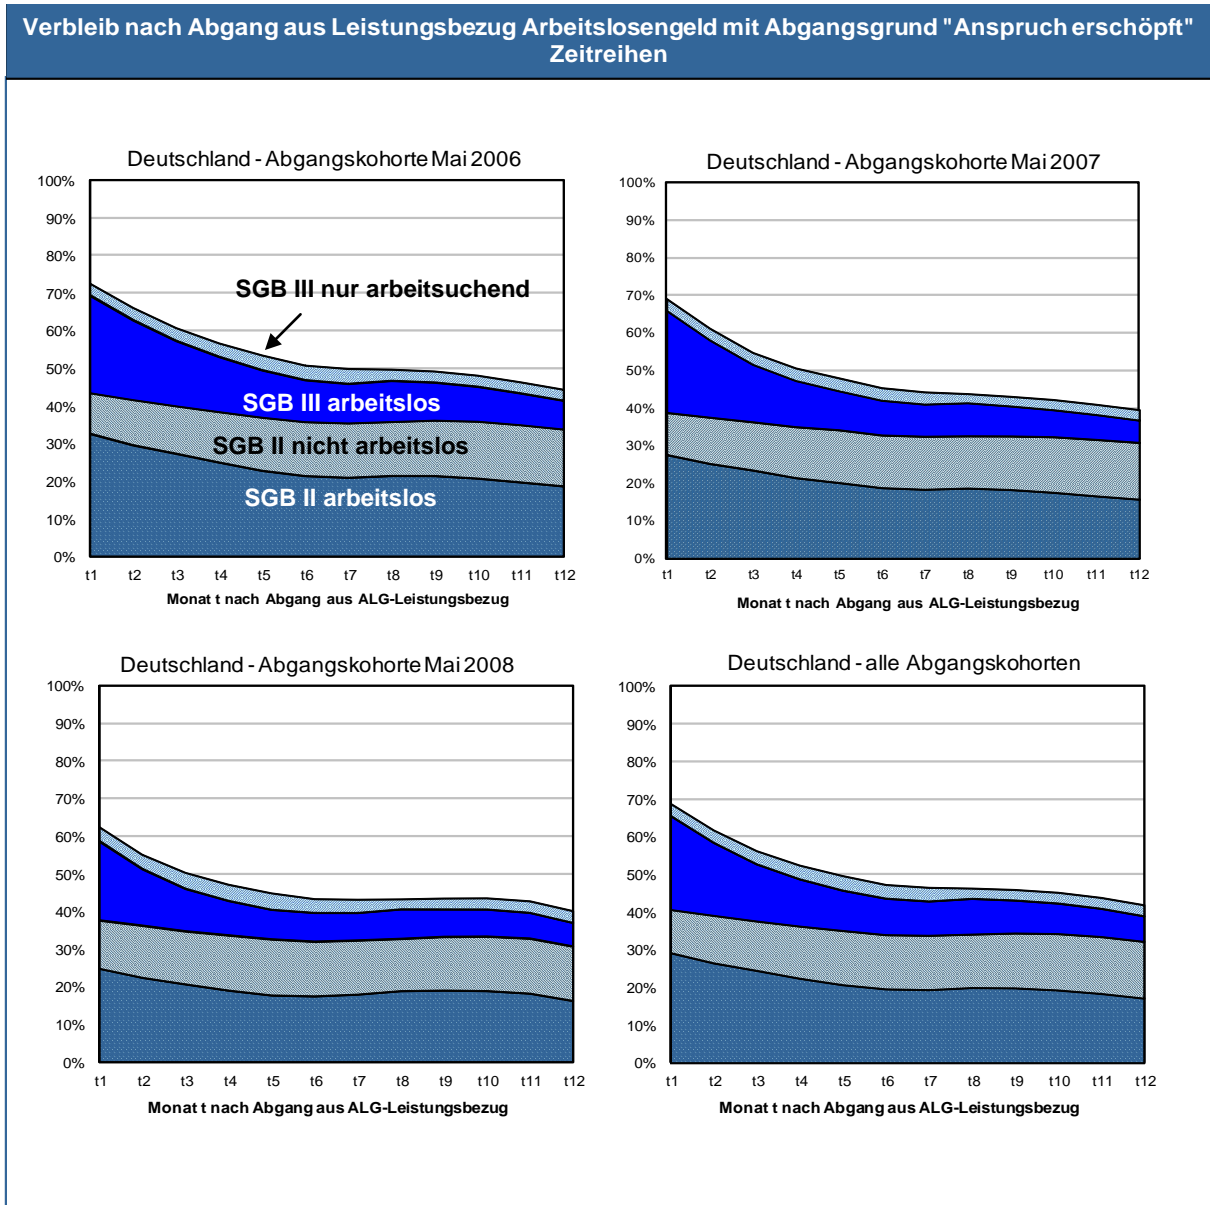 Verbleib nach Abgang aus Leistungsbezug Arbeitslosengeld mit Abgangsgrund "Anspruch erschöpft"
Zeitreihen
Deutschland - Abgangskohorte Mai 2006
100%
90%
80%
70%
60%
50%
40%
30%
20%
10%
0%
SGB III nur arbeitsuchend
SGB III arbeitslos
SGB II nicht arbeitslos
SGB II arbeitslos
t1 t2 t3 t4 t5 t6 t7 t8 t9 t10 t11 t12
Monat t nach Abgang aus ALG-Leistungsbezug
Deutschland - Abgangskohorte Mai 2007
100%
90%
80%
70%
60%
50%
40%
30%
20%
10%
0%
t1 t2 t3 t4 t5 t6 t7 t8 t9 t10 t11 t12
Monat t nach Abgang aus ALG-Leistungsbezug
Deutschland - Abgangskohorte Mai 2008
100%
90%
80%
70%
60%
50%
40%
30%
20%
10%
0%
t1 t2 t3 t4 t5 t6 t7 t8 t9 t10 t11 t12
Monat t nach Abgang aus ALG-Leistungsbezug
Deutschland - alle Abgangskohorten
100%
90%
80%
70%
60%
50%
40%
30%
20%
10%
0%
t1 t2 t3 t4 t5 t6 t7 t8 t9 t10 t11 t12
Monat t nach Abgang aus ALG-Leistungsbezug